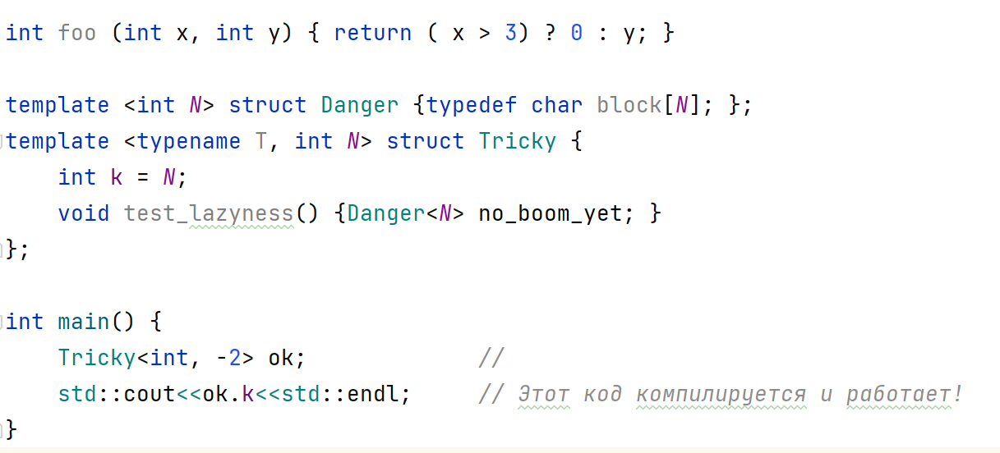 int foo (int x, int y) { return ( x > 3) ? 0 : y; }
template <int N> struct Danger {typedef char block[N]; };
template <typename T, int N> struct Tricky {
int k = N;
void test_lazyness() {Danger<N> no_boom_yet; }
};
int main() {
Tricky<int, -2> ok; //
std::cout<<ok.k<<std::endl; // Этот код компилируется и работает!
}